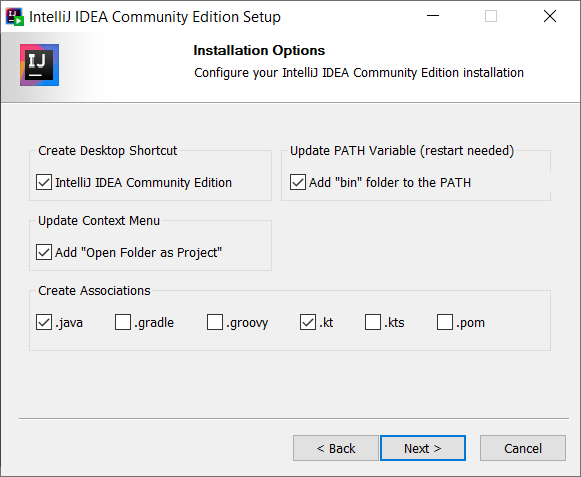 IntelliJ IDEA Community Edition Setup
IJ
Installation Options
Configure your IntelliJ IDEA Community Edition installation
Create Desktop Shortcut
IntelliJ IDEA Community Edition
Update PATH Variable (restart needed)
Add "bin" folder to the PATH
Update Context Menu
Add "Open Folder as Project"
Create Associations
.java .gradle .groovy .kt .kts .pom
< Back Next > Cancel